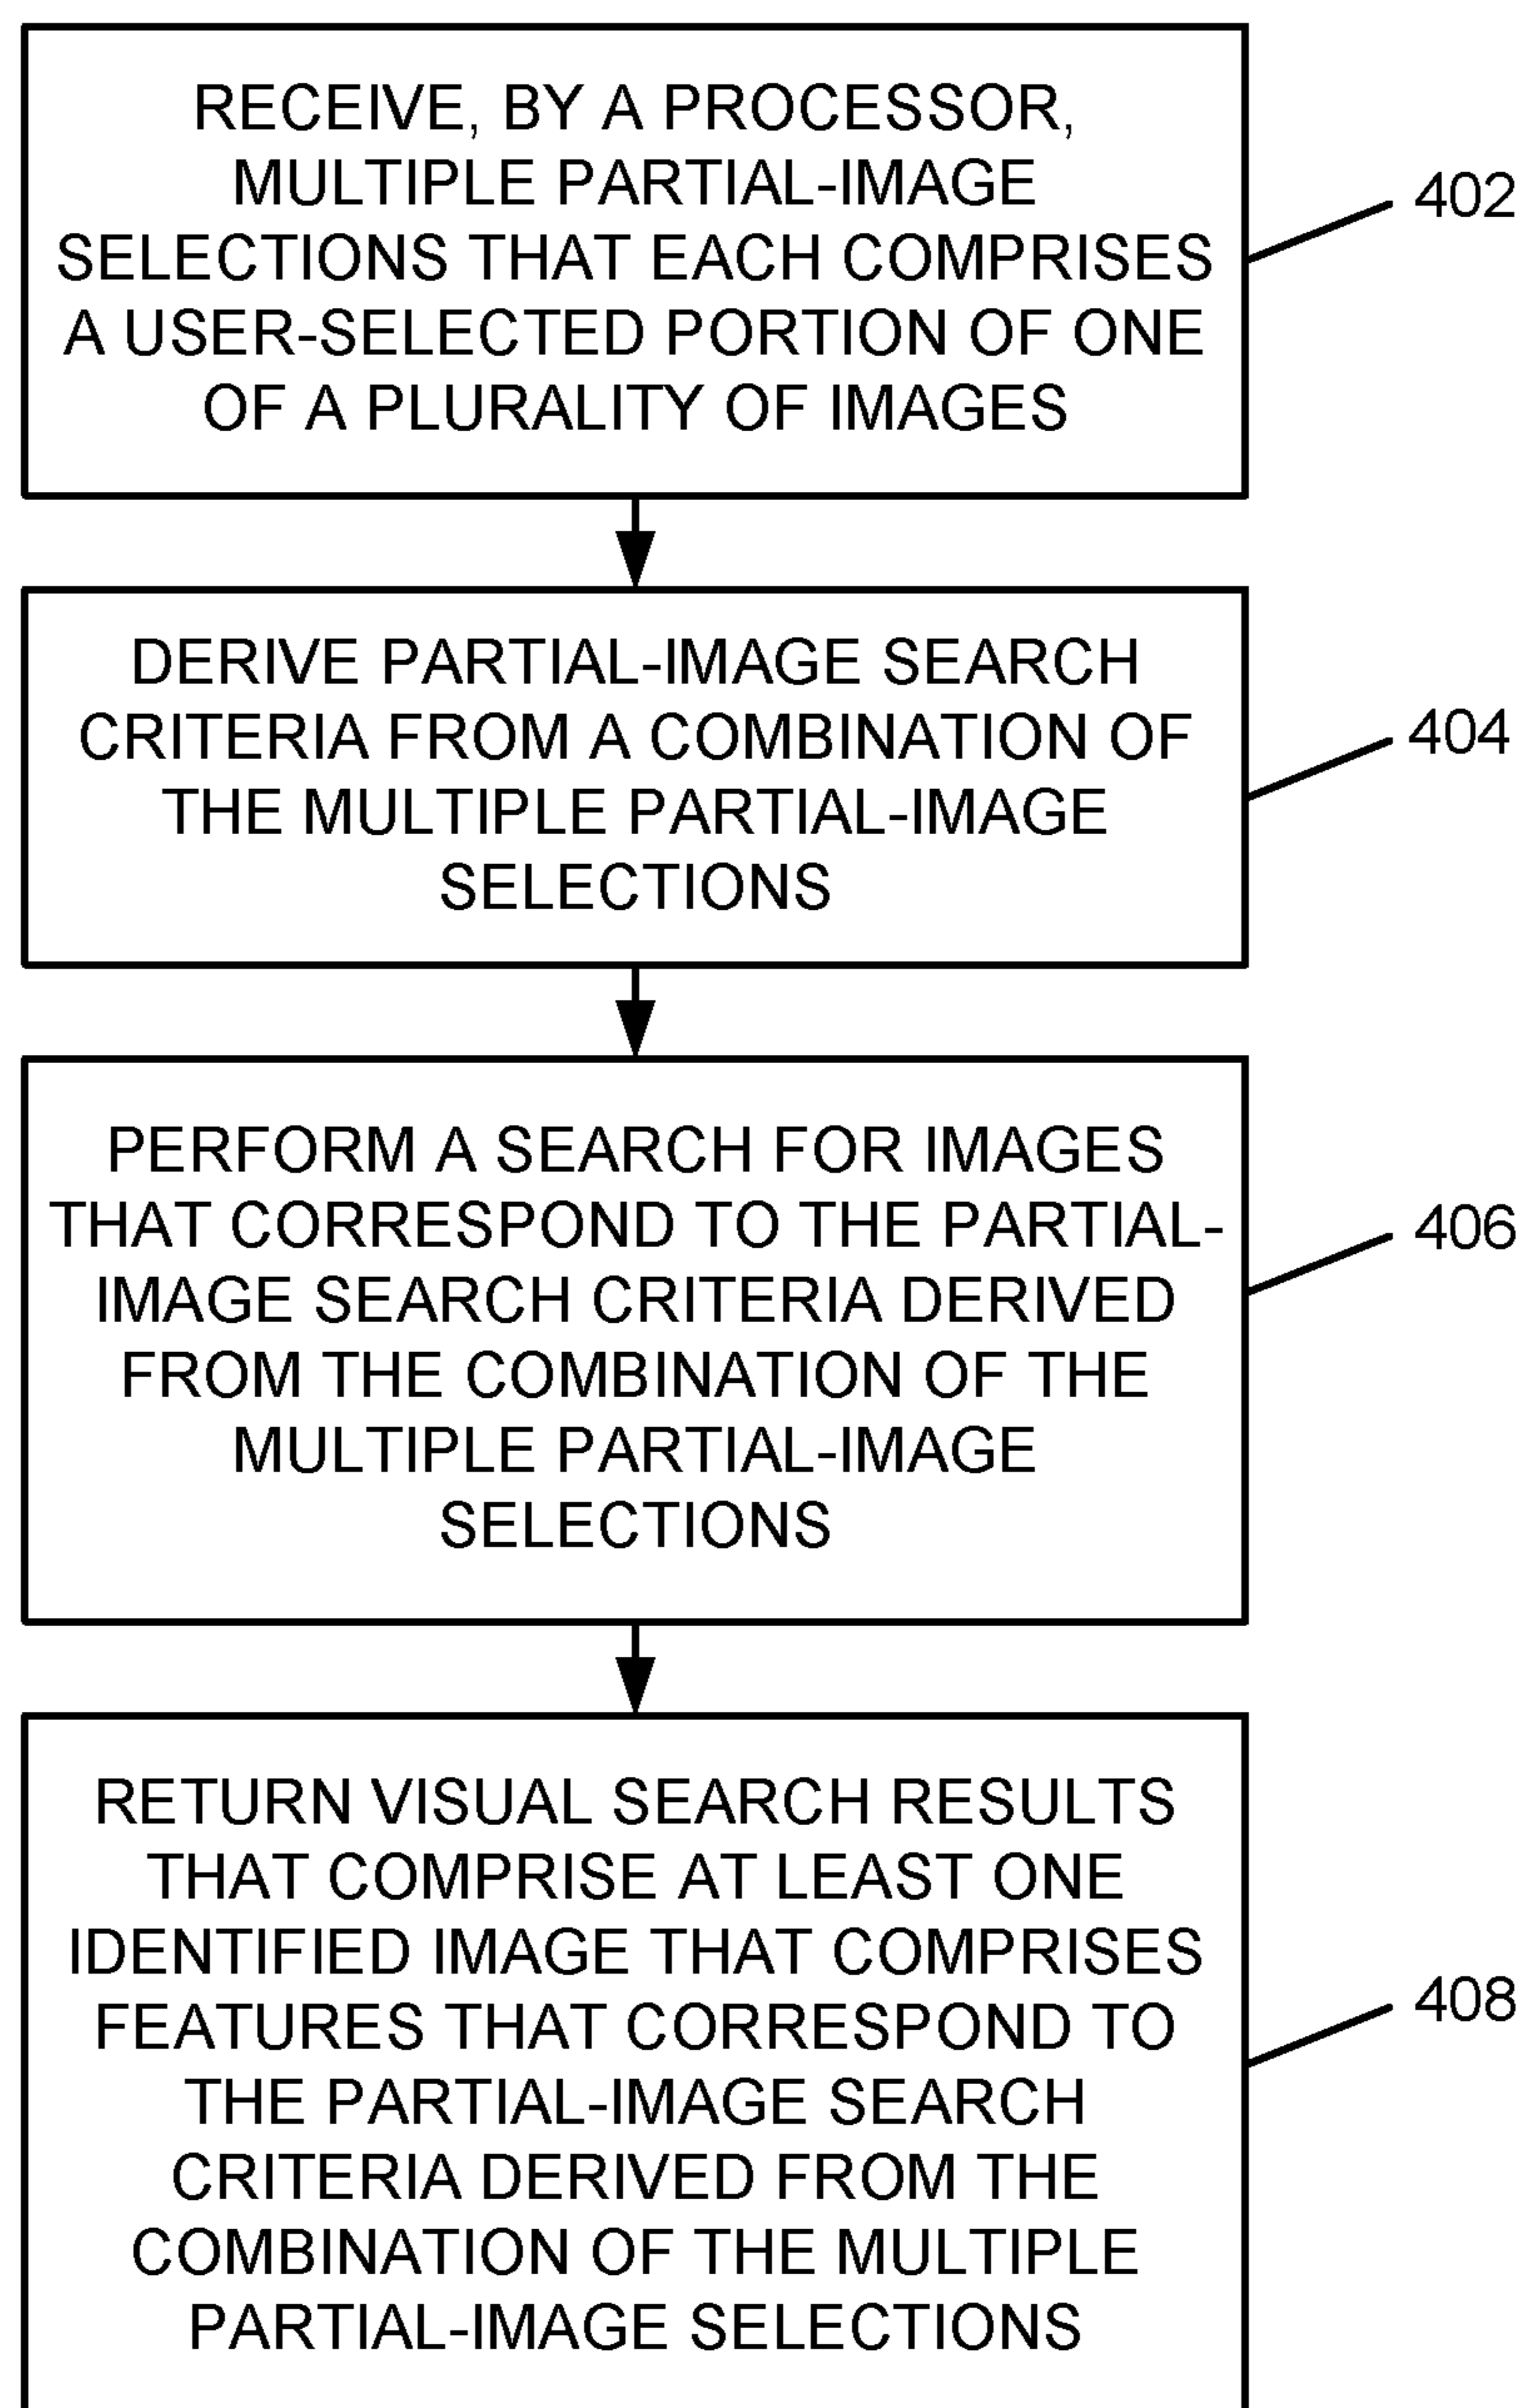 RECEIVE, BY A PROCESSOR,
MULTIPLE PARTIAL-IMAGE
SELECTIONS THAT EACH COMPRISES
A USER-SELECTED PORTION OF ONE
OF A PLURALITY OF IMAGES
402
DERIVE PARTIAL-IMAGE SEARCH
CRITERIA FROM A COMBINATION OF
THE MULTIPLE PARTIAL-IMAGE
SELECTIONS
404
PERFORM A SEARCH FOR IMAGES
THAT CORRESPOND TO THE PARTIAL-
IMAGE SEARCH CRITERIA DERIVED
FROM THE COMBINATION OF THE
MULTIPLE PARTIAL-IMAGE
SELECTIONS
406
RETURN VISUAL SEARCH RESULTS
THAT COMPRISE AT LEAST ONE
IDENTIFIED IMAGE THAT COMPRISES
FEATURES THAT CORRESPOND TO
THE PARTIAL-IMAGE SEARCH
CRITERIA DERIVED FROM THE
COMBINATION OF THE MULTIPLE
PARTIAL-IMAGE SELECTIONS
408